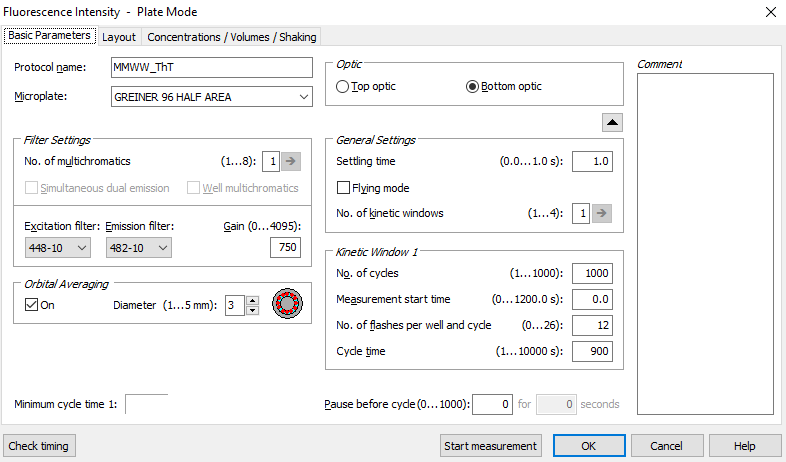 Fluorescence Intensity - Plate Mode
Basic Parameters Layout Concentrations / Volumes / Shaking
Protocol name: MMWW_ThT
Microplate: GREINER 96 HALF AREA
Optic
Top optic Bottom optic
Comment
Filter Settings
No. of multichromatics (1...8): 1
Simultaneous dual emission Well multichromatics
Excitation filter: Emission filter: Gain (0...4095):
448-10 482-10 750
Orbital Averaging
On Diameter (1...5 mm): 3
General Settings
Settling time (0.0...1.0 s): 1.0
Flying mode
No. of kinetic windows (1...4): 1
Kinetic Window 1
No. of cycles (1...1000): 1000
Measurement start time (0...1200.0 s): 0.0
No. of flashes per well and cycle (0...26): 12
Cycle time (1...10000 s): 900
Minimum cycle time 1:
Pause before cycle (0...1000): 0 for 0 seconds
Check timing Start measurement OK Cancel Help